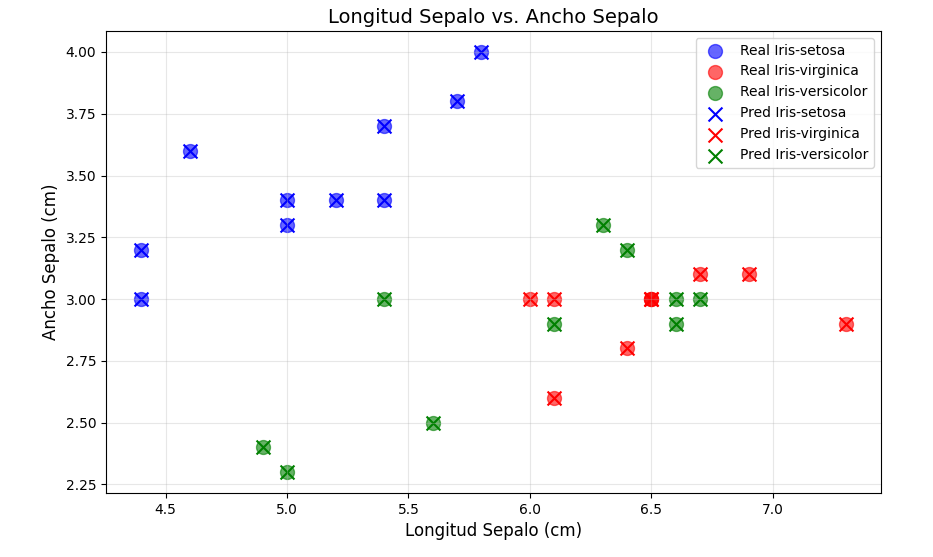 Longitud Sepalo vs. Ancho Sepalo
Real Iris-setosa
Real Iris-virginica
Real Iris-versicolor
Pred Iris-setosa
Pred Iris-virginica
Pred Iris-versicolor
Ancho Sepalo (cm)
4.00
3.75
3.50
3.25
3.00
2.75
2.50
2.25
4.5
5.0
5.5
6.0
6.5
7.0
Longitud Sepalo (cm)